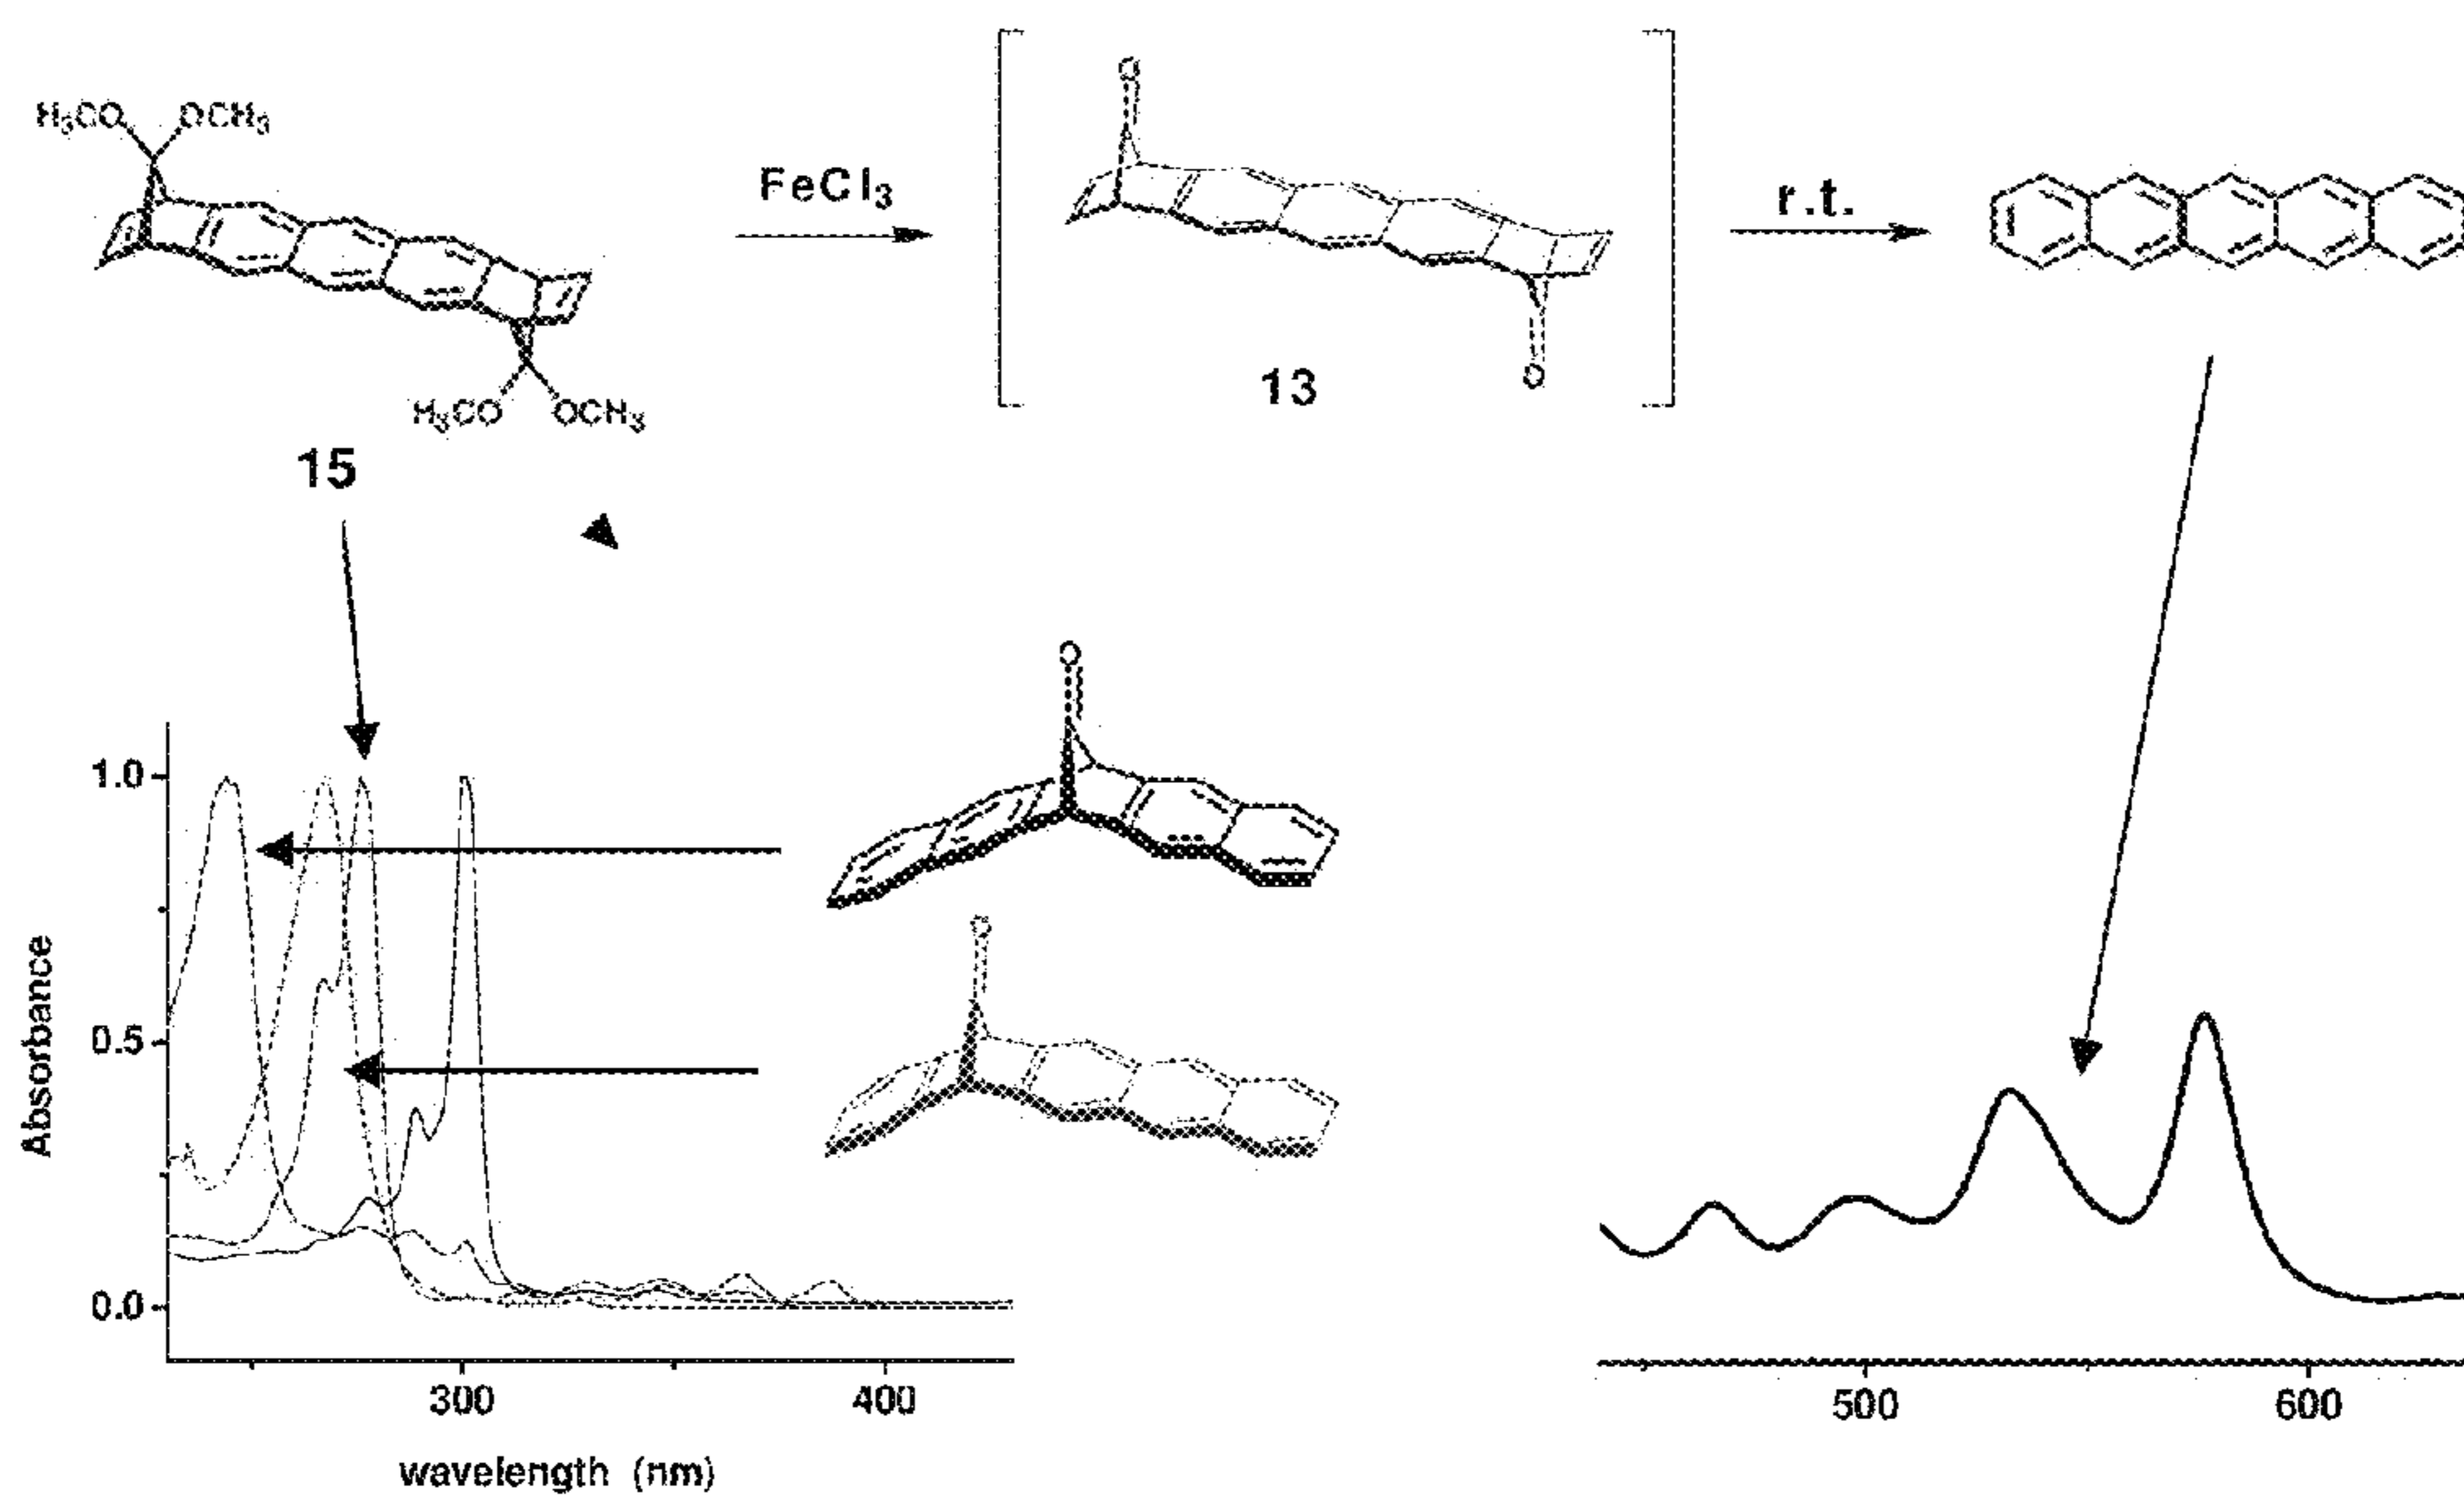 H₃CO OCH₃
FeCl₃
O
r.t.
13
O
H₃CO OCH₃
15
O
O
1.0
0.5
0.0
Absorbance
300 400
500 600
wavelength (nm)